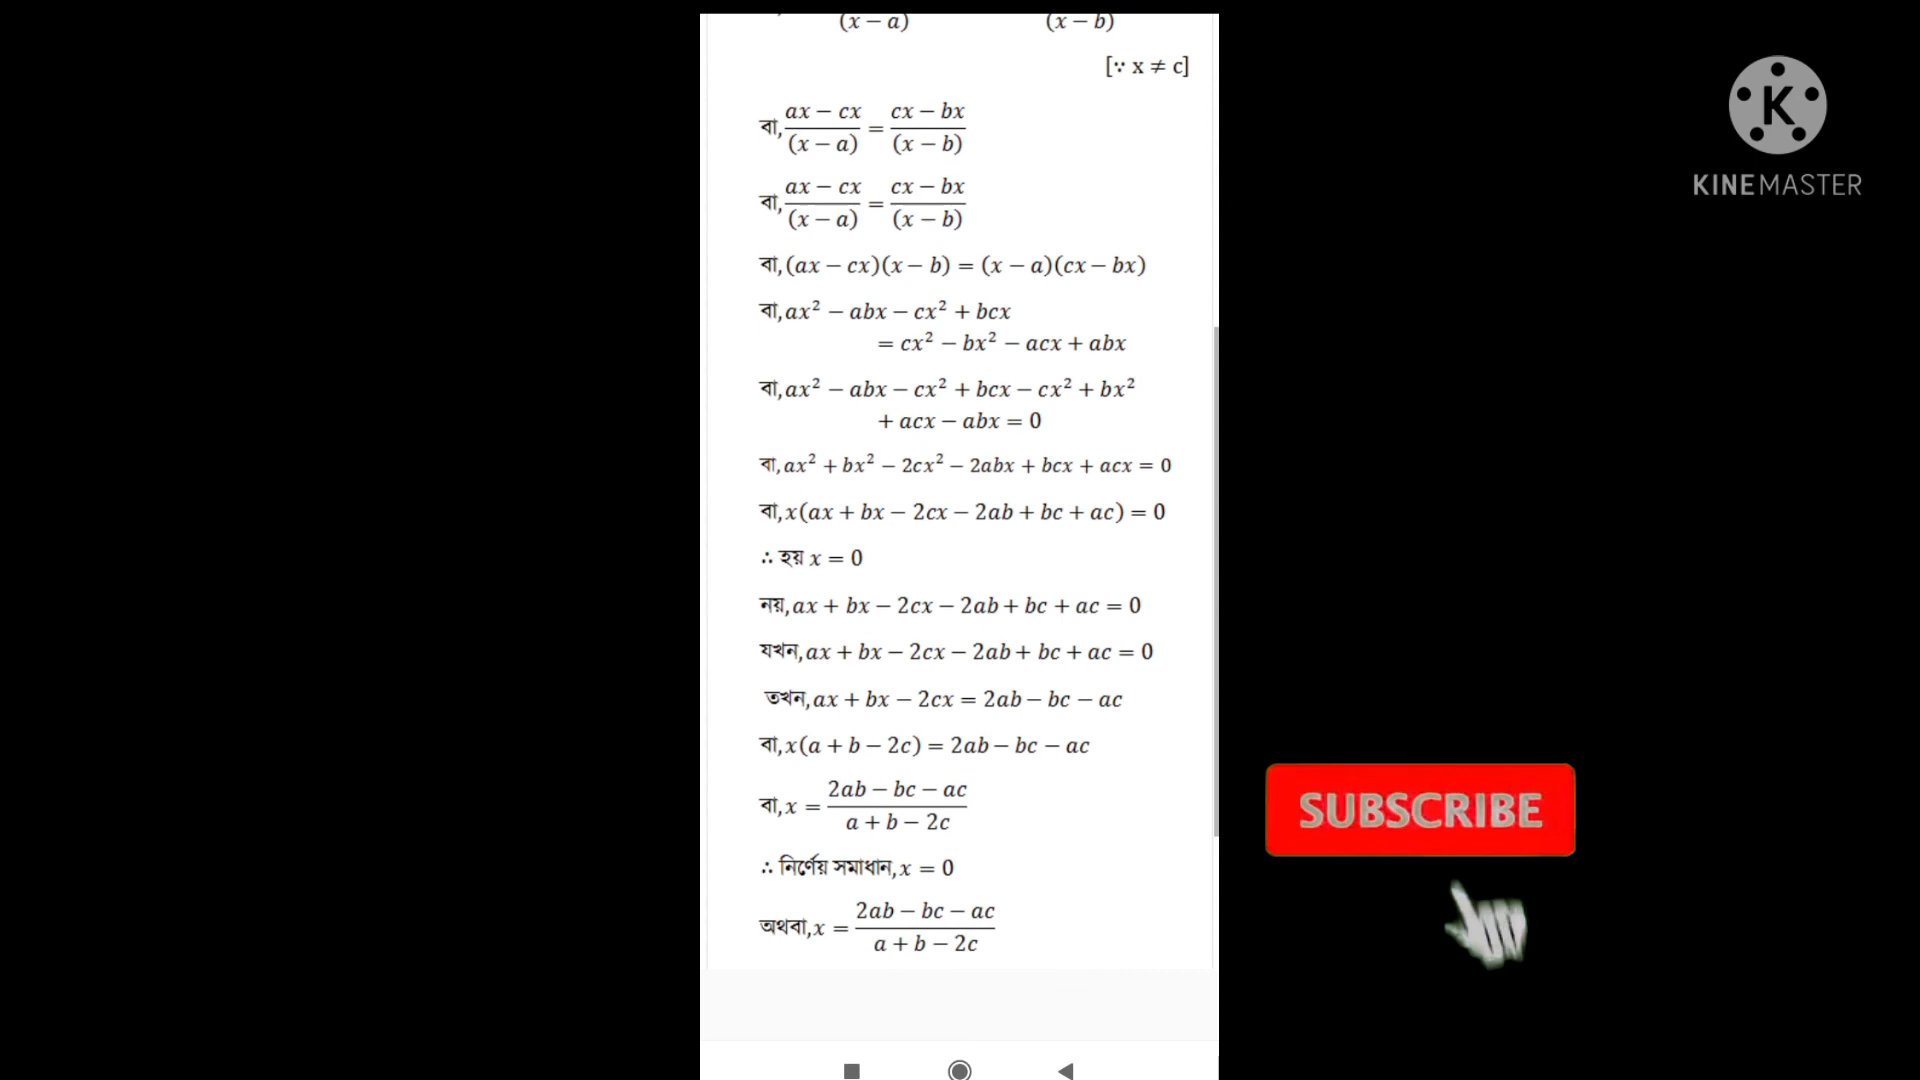 (x − a) (x − b)
[∵ x ≠ c]
বা, (ax − cx)/(x − a) = (cx − bx)/(x − b)
বা, (ax − cx)/(x − a) = (cx − bx)/(x − b)
বা, (ax − cx)(x − b) = (x − a)(cx − bx)
বা, ax² − abx − cx² + bcx
= cx² − bx² − acx + abx
বা, ax² − abx − cx² + bcx − cx² + bx²
+ acx − abx = 0
বা, ax² + bx² − 2cx² − 2abx + bcx + acx = 0
বা, x(ax + bx − 2cx − 2ab + bc + ac) = 0
∴ হয় x = 0
নয়, ax + bx − 2cx − 2ab + bc + ac = 0
যখন, ax + bx − 2cx − 2ab + bc + ac = 0
তখন, ax + bx − 2cx = 2ab − bc − ac
বা, x(a + b − 2c) = 2ab − bc − ac
বা, x = (2ab − bc − ac)/(a + b − 2c)
∴ নির্ণেয় সমাধান, x = 0
অথবা, x = (2ab − bc − ac)/(a + b − 2c)
K
KINEMASTER
SUBSCRIBE